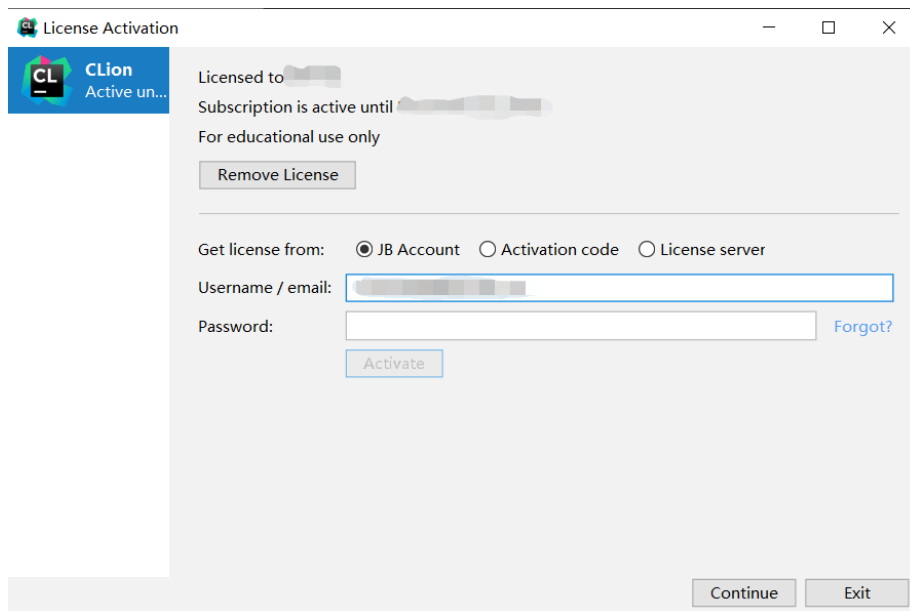 License Activation
CL
CLion
Active un...
Licensed to
Subscription is active until
For educational use only
Remove License
Get license from: JB Account Activation code License server
Username / email:
Password: Forgot?
Activate
Continue Exit